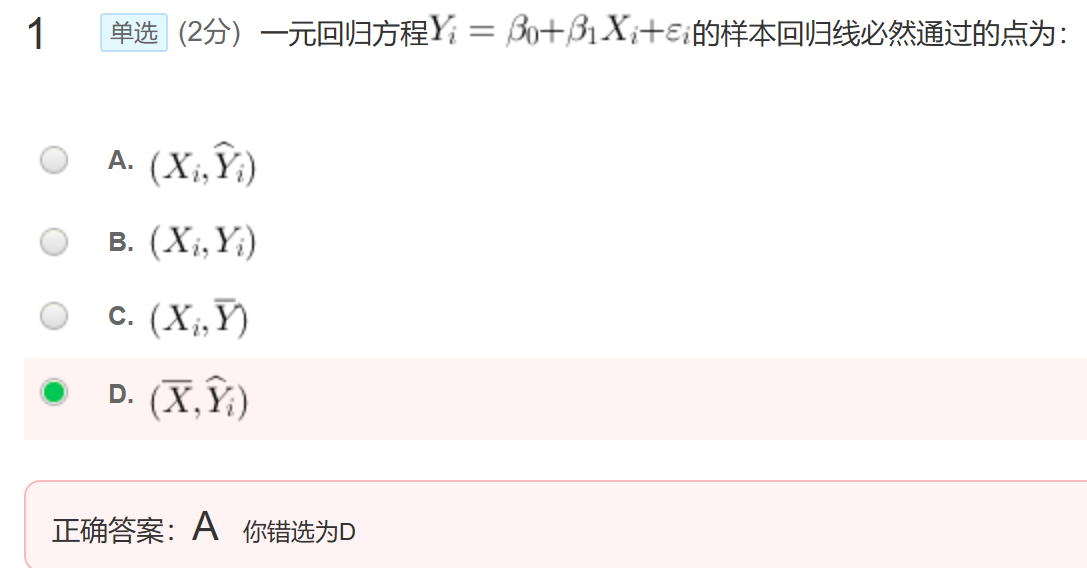 1 单选 (2分) 一元回归方程$Y_i = \beta_0+\beta_1 X_i+\varepsilon_i$的样本回归线必然通过的点为：
A. $(X_i, \widehat{Y}_i)$
B. $(X_i, Y_i)$
C. $(X_i, \overline{Y})$
D. $(\overline{X}, \widehat{Y}_i)$
正确答案：A 你错选为D